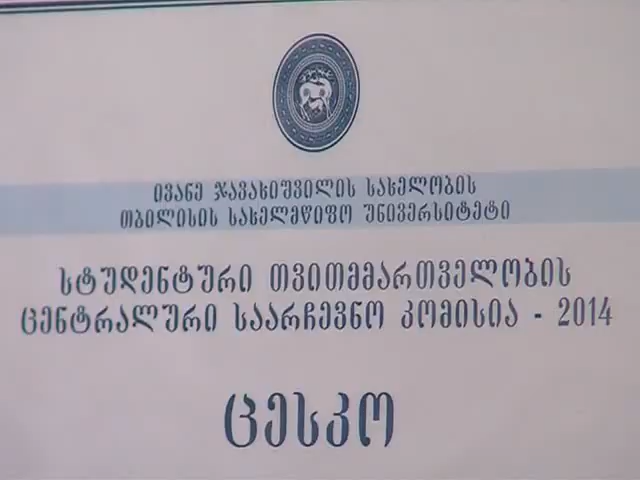 ივანე ჯავახიშვილის სახელობის
თბილისის სახელმწიფო უნივერსიტეტი
სტუდენტური თვითმმართველობის
ცენტრალური საარჩევნო კომისია - 2014
ცესკო